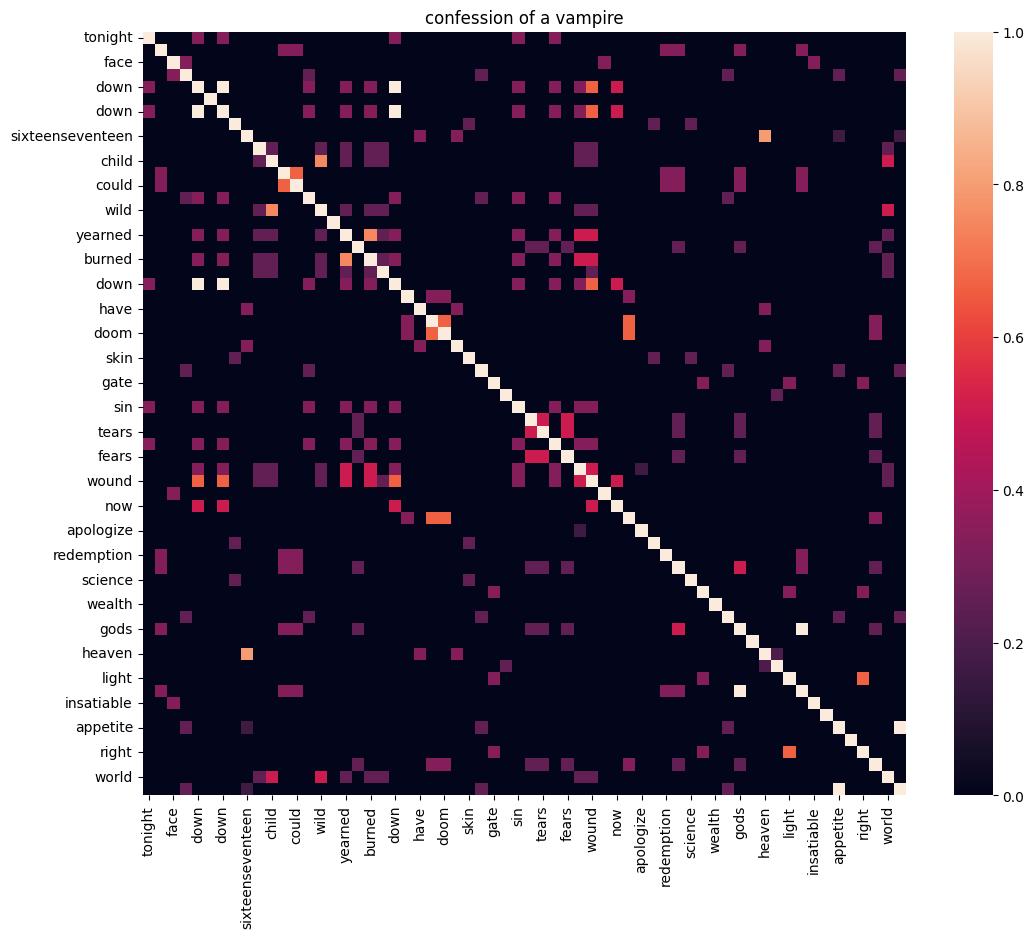 confession of a vampire
tonight
face
down
down
sixteenseventeen
child
could
wild
yearned
burned
down
have
doom
skin
gate
sin
tears
fears
wound
now
apologize
redemption
science
wealth
gods
heaven
light
insatiable
appetite
right
world
1.0
0.8
0.6
0.4
0.2
0.0
tonight
face
down
down
sixteenseventeen
child
could
wild
yearned
burned
down
have
doom
skin
gate
sin
tears
fears
wound
now
apologize
redemption
science
wealth
gods
heaven
light
insatiable
appetite
right
world